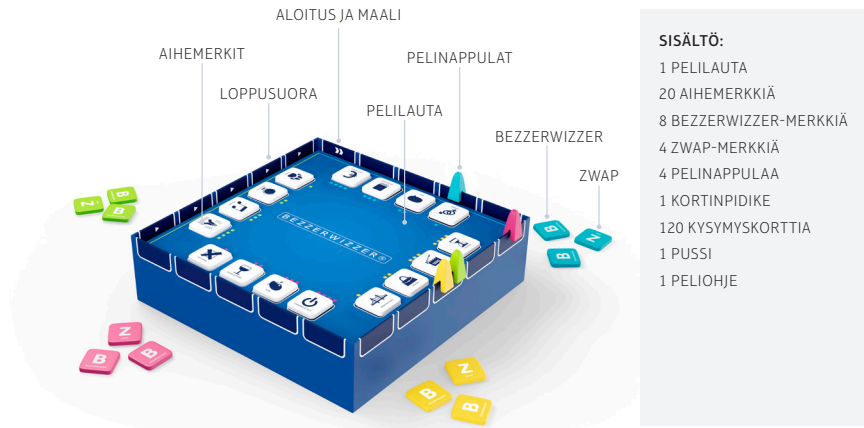 ALOITUS JA MAALI
AIHEMERKIT
PELINAPPULAT
LOPPUSUORA
PELILAUTA
BEZZERWIZZER
ZWAP
BEZZERWIZZER®
Z
B
B
B
Z
B
Z
B
B
Z
B
B
SISÄLTÖ:
1 PELILAUTA
20 AIHEMERKKIÄ
8 BEZZERWIZZER-MERKKIÄ
4 ZWAP-MERKKIÄ
4 PELINAPPULAA
1 KORTINPIDIKE
120 KYSYMYSKORTTIA
1 PUSSI
1 PELIOHJE